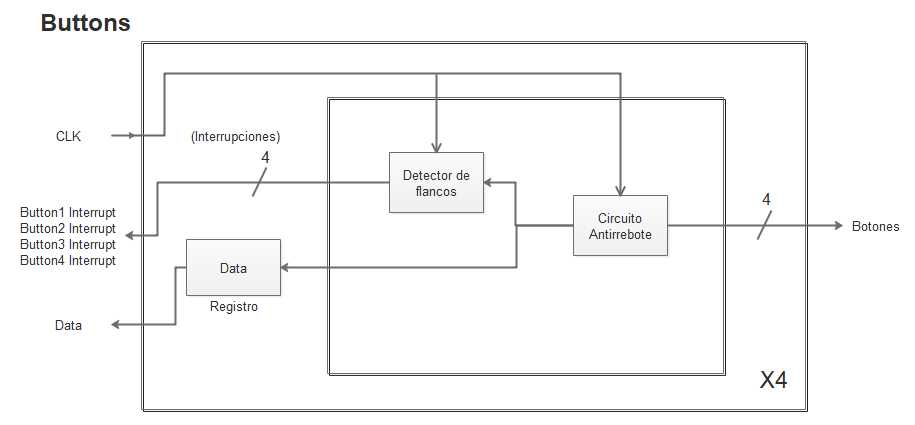 Buttons
CLK
(Interrupciones)
4
Detector de
flancos
4
Circuito
Antirrebote
Botones
Button1 Interrupt
Button2 Interrupt
Button3 Interrupt
Button4 Interrupt
Data
Registro
Data
X4